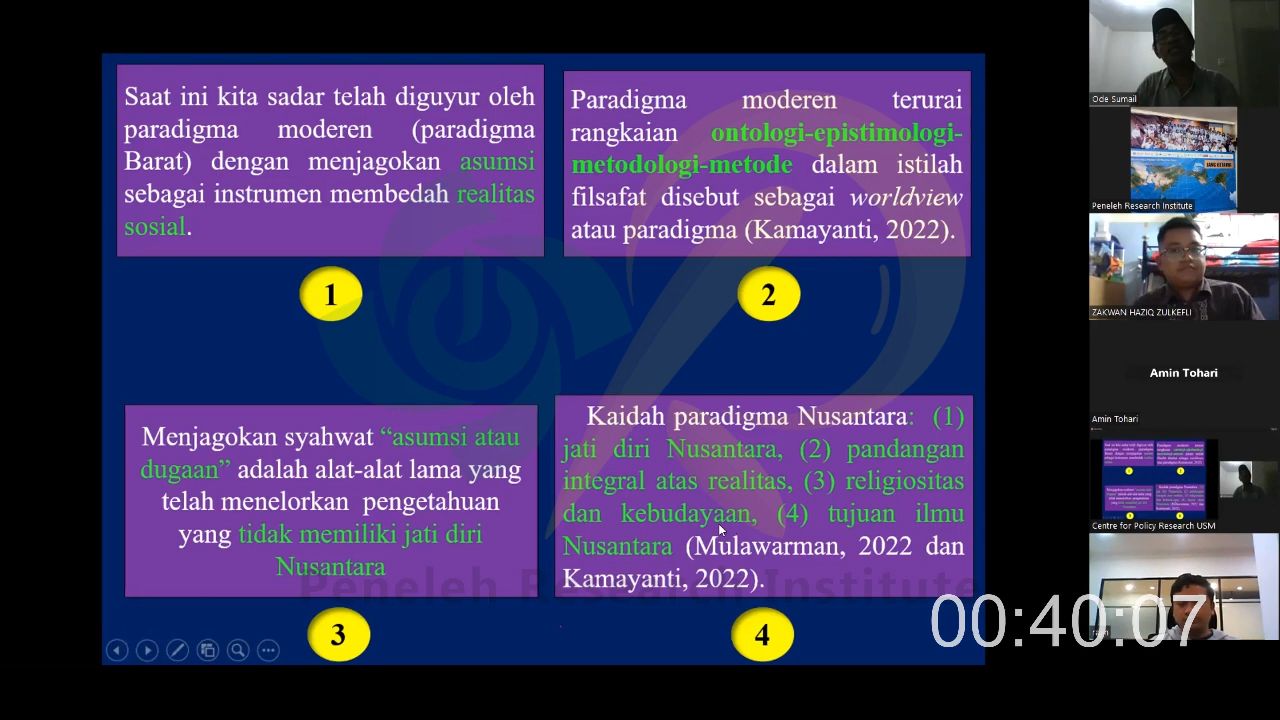 Saat ini kita sadar telah diguyur oleh
paradigma moderen (paradigma
Barat) dengan menjagokan asumsi
sebagai instrumen membedah realitas
sosial.
1
Paradigma moderen terurai
rangkaian ontologi-epistimologi-
metodologi-metode dalam istilah
filsafat disebut sebagai worldview
atau paradigma (Kamayanti, 2022).
2
Menjagokan syahwat “asumsi atau
dugaan” adalah alat-alat lama yang
telah menelorkan pengetahun
yang tidak memiliki jati diri
Nusantara
3
Kaidah paradigma Nusantara: (1)
jati diri Nusantara, (2) pandangan
integral atas realitas, (3) religiositas
dan kebudayaan, (4) tujuan ilmu
Nusantara (Mulawarman, 2022 dan
Kamayanti, 2022).
4
Peneleh Research Institute
Ode Sumail
Peneleh Research Institute
ZAKWAN HAZIQ ZULKEFLI
Amin Tohari
Amin Tohari
Centre for Policy Research USM
00:40:07